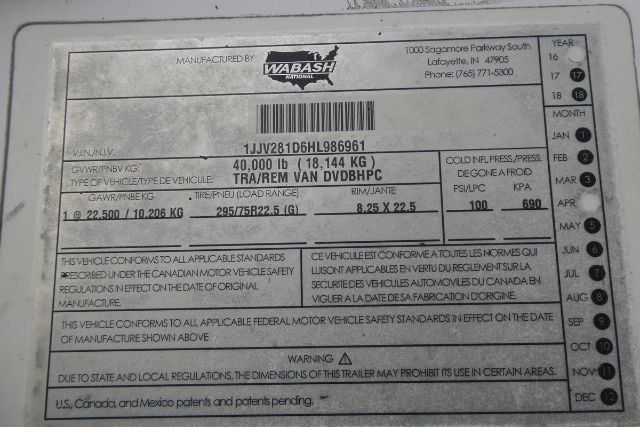 MANUFACTURED BY
WABASH
NATIONAL
1000 Sagamore Parkway South
Lafayette, IN 47905
Phone: (765) 771-5300
V.I.N./N.I.V.
1JJV281D6HL986961
GVWR/PNBV KG:
40,000 lb ( 18,144 KG )
TYPE OF VEHICLE/TYPE DE VEHICULE:
TRA/REM VAN DVDBHPC
COLD INFL PRESS./PRESS.
DE GONE A FROID
GAWR/PNBE KG
TIRE/PNEU (LOAD RANGE)
RIM/JANTE
PSI/LPC
KPA
1 @ 22,500 / 10,206 KG
295/75R22.5 (G)
8.25 X 22.5
100
690
THIS VEHICLE CONFORMS TO ALL APPLICABLE STANDARDS
PRESCRIBED UNDER THE CANADIAN MOTOR VEHICLE SAFETY
REGULATIONS IN EFFECT ON THE DATE OF ORIGINAL
MANUFACTURE.
CE VEHICULE EST CONFORME A TOUTES LES NORMES QUI
LUI SONT APPLICABLES EN VERTU DU REGLEMENT SUR LA
SECURITE DES VEHICULES AUTOMOBILES DU CANADA EN
VIGUER A LA DATE DE SA FABRICATION D'ORIGINE.
THIS VEHICLE CONFORMS TO ALL APPLICABLE FEDERAL MOTOR VEHICLE SAFETY STANDARDS IN EFFECT ON THE DATE
OF MANUFACTURE SHOWN ABOVE
WARNING
DUE TO STATE AND LOCAL REGULATIONS, THE DIMENSIONS OF THIS TRAILER MAY PROHIBIT ITS USE IN CERTAIN AREAS.
U.S., Canada, and Mexico patents and patents pending.
YEAR
16
17 17
18 18
MONTH
JAN 1
FEB 2
MAR 3
APR
MAY 5
JUN 6
JUL 7
AUG 8
SEP 9
OCT 10
NOV 11
DEC 12